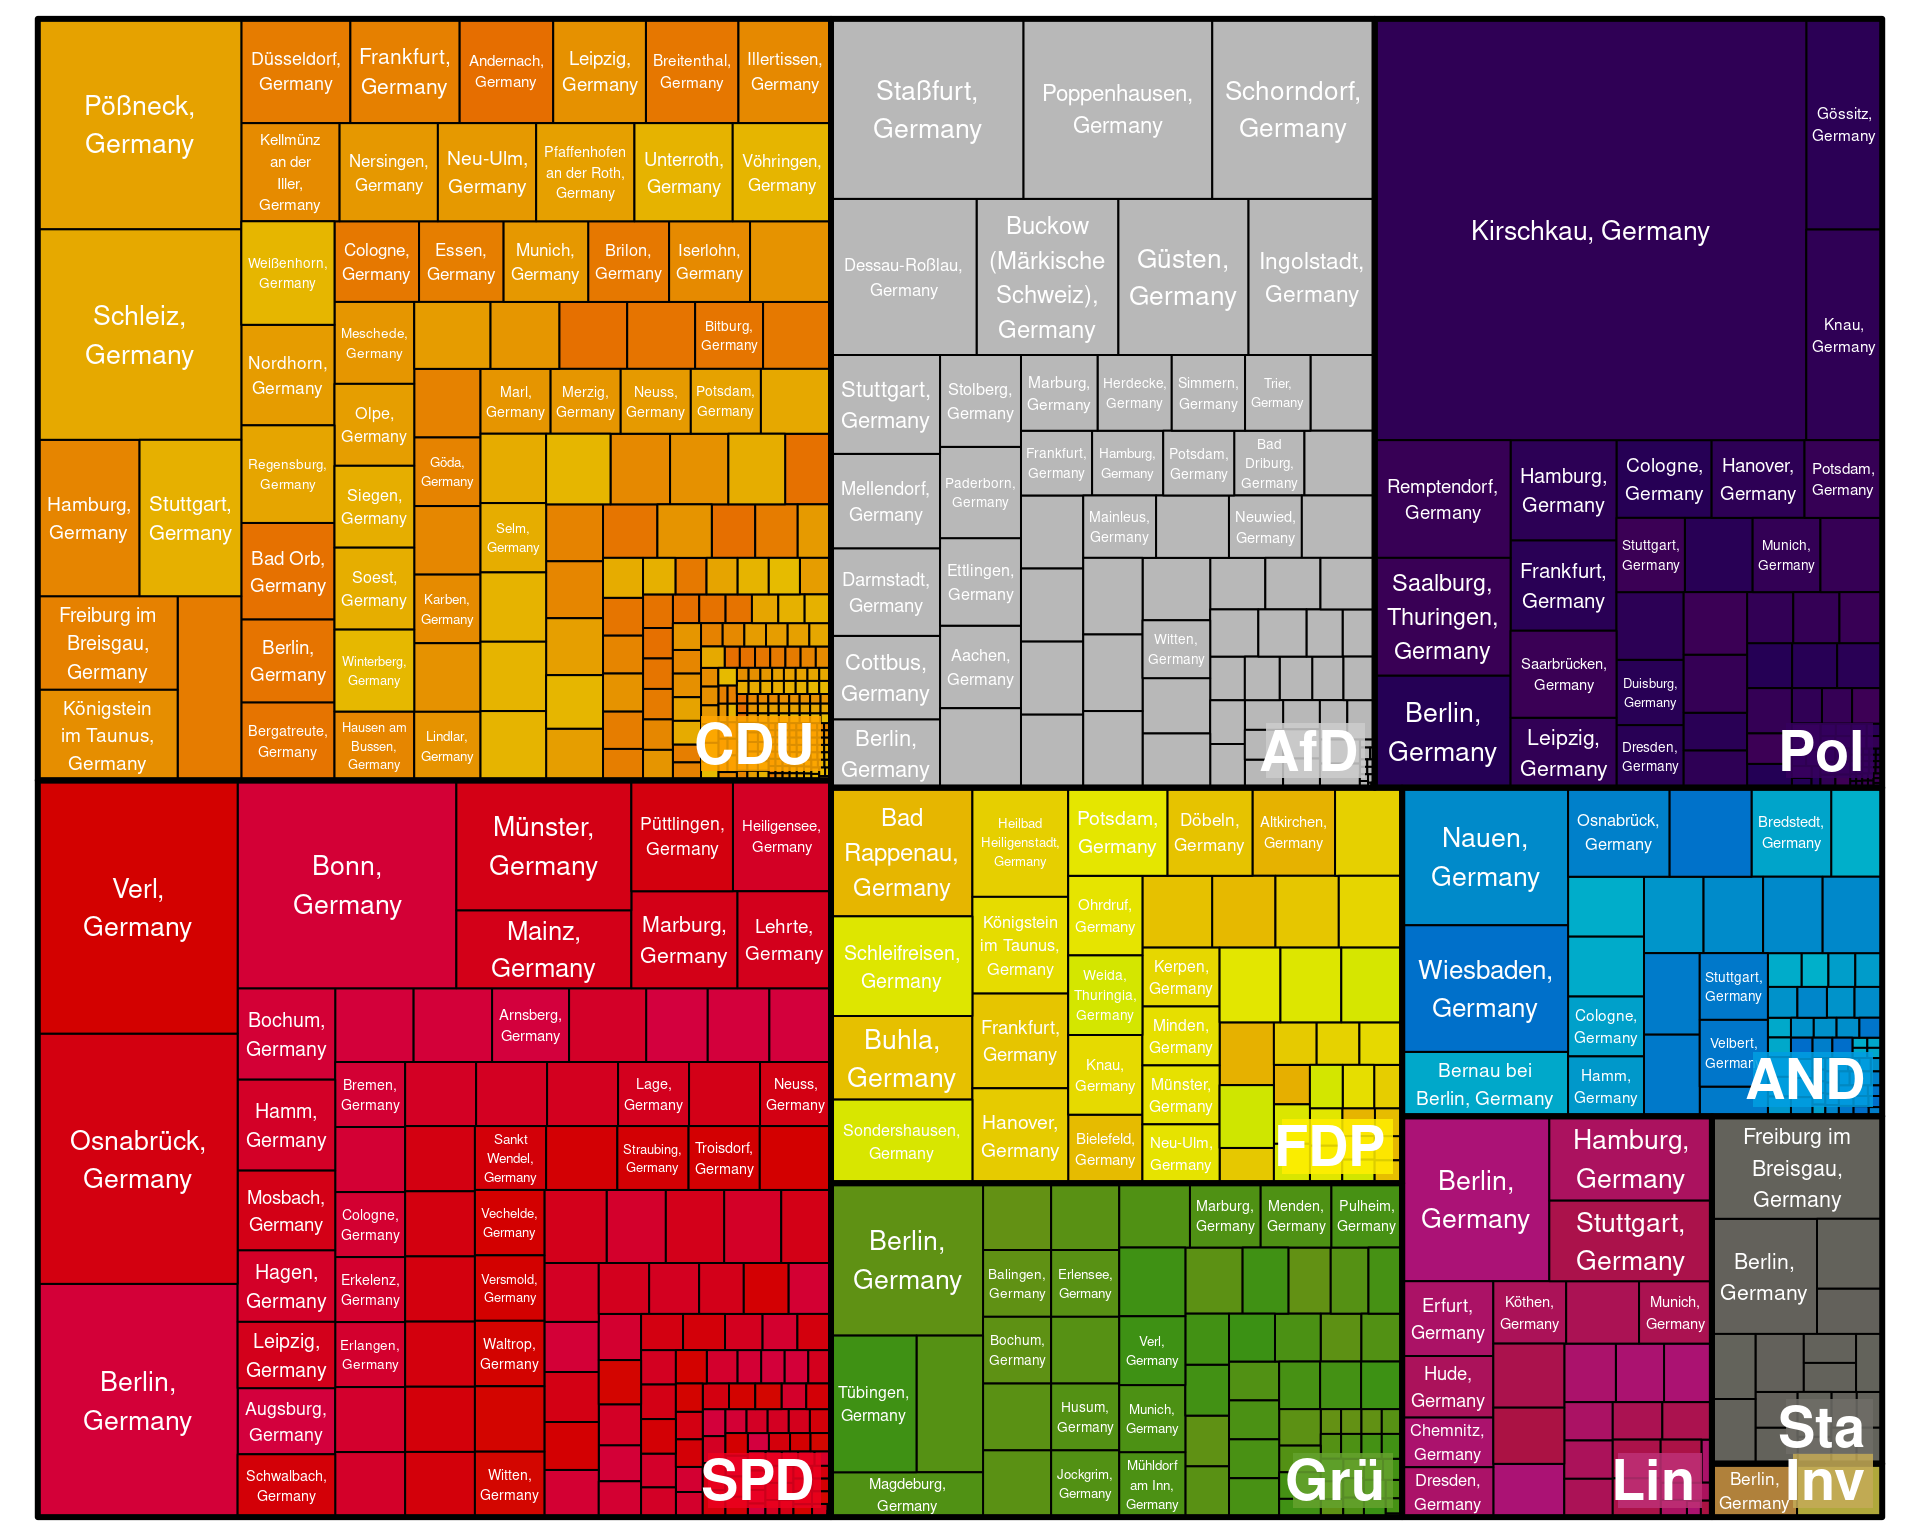 Pößneck,
Germany
Düsseldorf,
Germany
Frankfurt,
Germany
Andernach,
Germany
Leipzig,
Germany
Breitenthal,
Germany
Illertissen,
Germany
Kellmünz
an der
Iller,
Germany
Nersingen,
Germany
Neu-Ulm,
Germany
Pfaffenhofen
an der Roth,
Germany
Unterroth,
Germany
Vöhringen,
Germany
Schleiz,
Germany
Weißenhorn,
Germany
Cologne,
Germany
Essen,
Germany
Munich,
Germany
Brilon,
Germany
Iserlohn,
Germany
Meschede,
Germany
Bitburg,
Germany
Nordhorn,
Germany
Olpe,
Germany
Marl,
Germany
Merzig,
Germany
Neuss,
Germany
Potsdam,
Germany
Hamburg,
Germany
Stuttgart,
Germany
Regensburg,
Germany
Siegen,
Germany
Göda,
Germany
Selm,
Germany
Bad Orb,
Germany
Soest,
Germany
Karben,
Germany
Freiburg im
Breisgau,
Germany
Berlin,
Germany
Winterberg,
Germany
Königstein
im Taunus,
Germany
Bergatreute,
Germany
Hausen am
Bussen,
Germany
Lindlar,
Germany
CDU
Staßfurt,
Germany
Poppenhausen,
Germany
Schorndorf,
Germany
Dessau-Roßlau,
Germany
Buckow
(Märkische
Schweiz),
Germany
Güsten,
Germany
Ingolstadt,
Germany
Stuttgart,
Germany
Stolberg,
Germany
Marburg,
Germany
Herdecke,
Germany
Simmern,
Germany
Trier,
Germany
Frankfurt,
Germany
Hamburg,
Germany
Potsdam,
Germany
Bad
Driburg,
Germany
Mellendorf,
Germany
Paderborn,
Germany
Mainleus,
Germany
Neuwied,
Germany
Darmstadt,
Germany
Ettlingen,
Germany
Witten,
Germany
Cottbus,
Germany
Aachen,
Germany
Berlin,
Germany
AfD
Kirschkau, Germany
Gössitz,
Germany
Knau,
Germany
Remptendorf,
Germany
Hamburg,
Germany
Cologne,
Germany
Hanover,
Germany
Potsdam,
Germany
Stuttgart,
Germany
Munich,
Germany
Saalburg,
Thuringen,
Germany
Frankfurt,
Germany
Saarbrücken,
Germany
Duisburg,
Germany
Berlin,
Germany
Leipzig,
Germany
Dresden,
Germany
Pol
Verl,
Germany
Bonn,
Germany
Münster,
Germany
Püttlingen,
Germany
Heiligensee,
Germany
Mainz,
Germany
Marburg,
Germany
Lehrte,
Germany
Osnabrück,
Germany
Bochum,
Germany
Arnsberg,
Germany
Hamm,
Germany
Bremen,
Germany
Lage,
Germany
Neuss,
Germany
Sankt
Wendel,
Germany
Straubing,
Germany
Troisdorf,
Germany
Mosbach,
Germany
Cologne,
Germany
Vechelde,
Germany
Hagen,
Germany
Erkelenz,
Germany
Versmold,
Germany
Berlin,
Germany
Leipzig,
Germany
Erlangen,
Germany
Waltrop,
Germany
Augsburg,
Germany
Schwalbach,
Germany
Witten,
Germany
SPD
Bad
Rappenau,
Germany
Heilbad
Heiligenstadt,
Germany
Potsdam,
Germany
Döbeln,
Germany
Altkirchen,
Germany
Schleifreisen,
Germany
Königstein
im Taunus,
Germany
Ohrdruf,
Germany
Weida,
Thuringia,
Germany
Kerpen,
Germany
Buhla,
Germany
Frankfurt,
Germany
Knau,
Germany
Minden,
Germany
Münster,
Germany
Sondershausen,
Germany
Hanover,
Germany
Bielefeld,
Germany
Neu-Ulm,
Germany
FDP
Nauen,
Germany
Osnabrück,
Germany
Bredstedt,
Germany
Wiesbaden,
Germany
Stuttgart,
Germany
Cologne,
Germany
Velbert,
Germany
Bernau bei
Berlin, Germany
Hamm,
Germany
AND
Berlin,
Germany
Marburg,
Germany
Menden,
Germany
Pulheim,
Germany
Balingen,
Germany
Erlensee,
Germany
Bochum,
Germany
Verl,
Germany
Tübingen,
Germany
Husum,
Germany
Munich,
Germany
Magdeburg,
Germany
Jockgrim,
Germany
Mühldorf
am Inn,
Germany
Grü
Berlin,
Germany
Hamburg,
Germany
Stuttgart,
Germany
Erfurt,
Germany
Köthen,
Germany
Munich,
Germany
Hude,
Germany
Chemnitz,
Germany
Dresden,
Germany
Lin
Freiburg im
Breisgau,
Germany
Berlin,
Germany
Sta
Berlin,
Germany
Inv